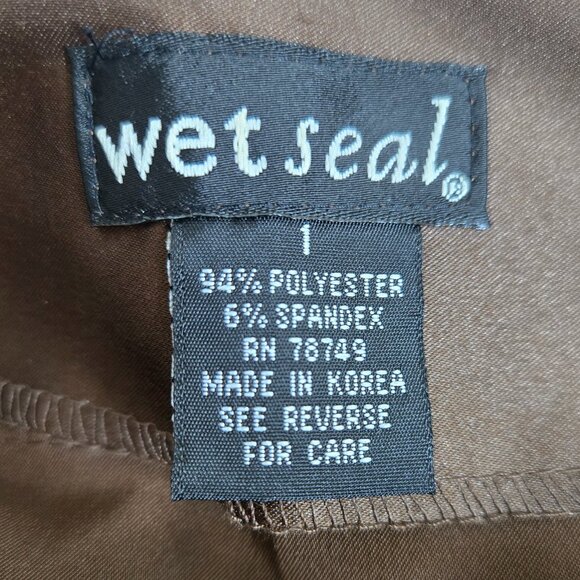 wet seal®
1
94% POLYESTER
6% SPANDEX
RN 78749
MADE IN KOREA
SEE REVERSE
FOR CARE